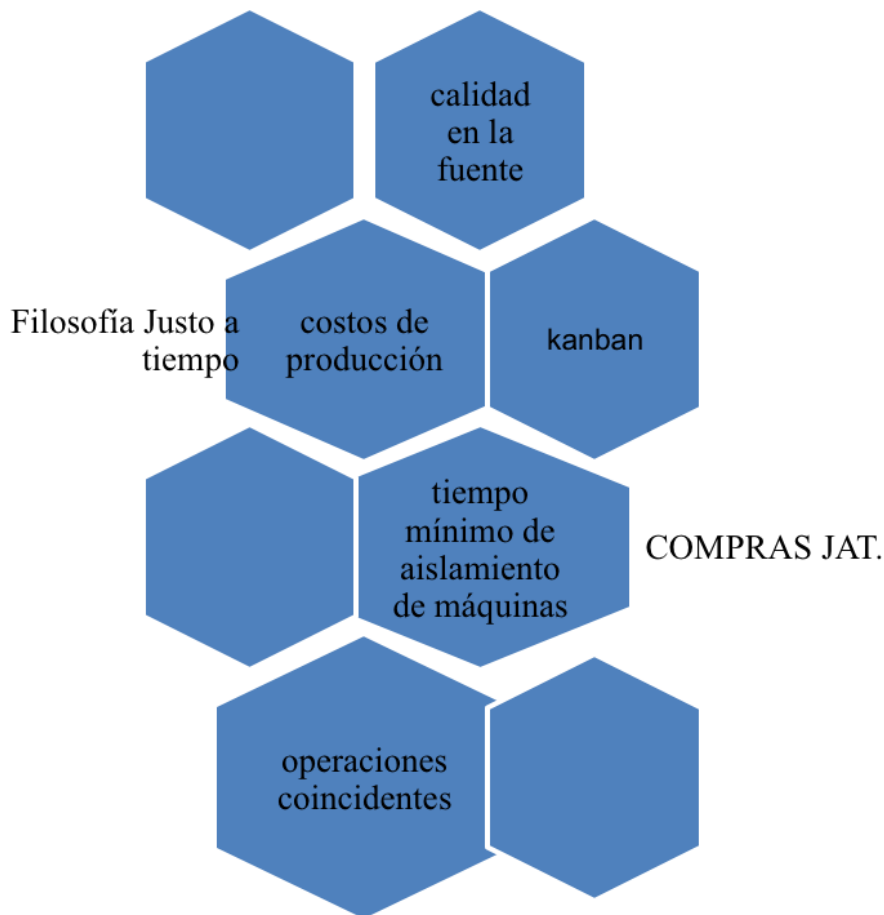 calidad
en la
fuente
Filosofía Justo a
tiempo
costos de
producción
kanban
tiempo
mínimo de
aislamiento
de máquinas
COMPRAS JAT.
operaciones
coincidentes